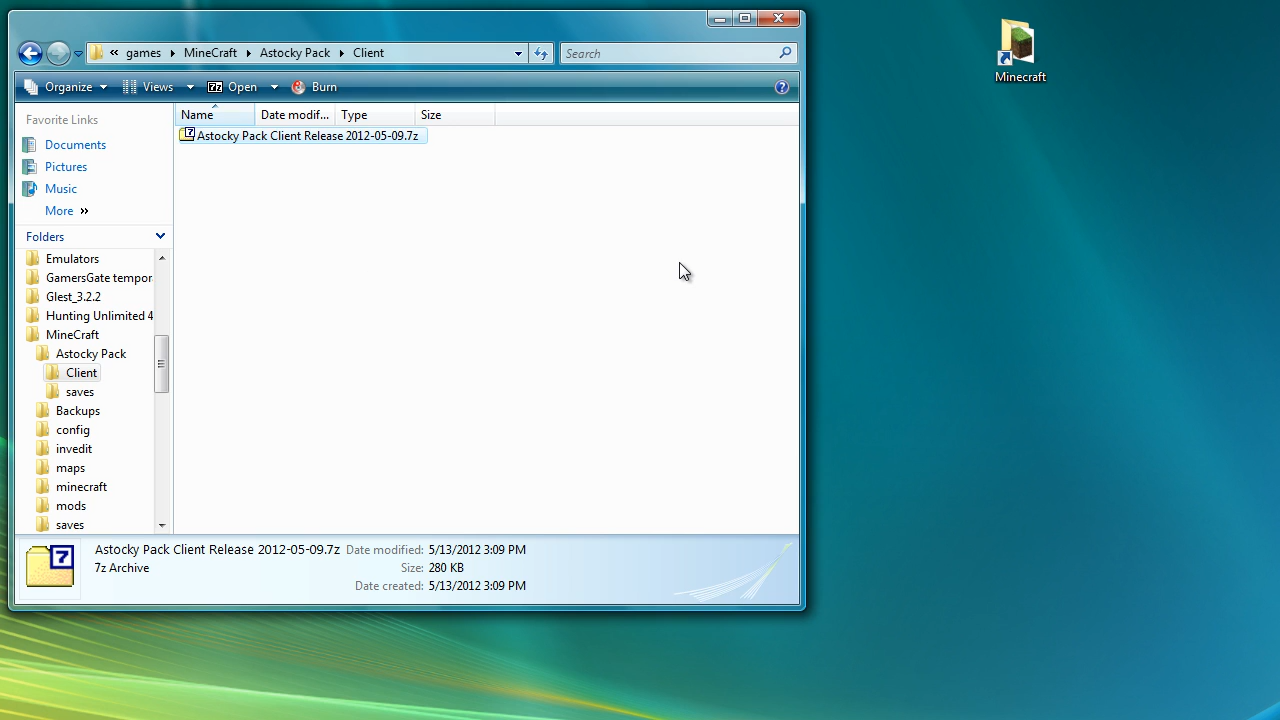 « games MineCraft Astocky Pack Client Search
Organize Views Open Burn
Favorite Links
Documents
Pictures
Music
More »
Folders
Emulators
GamersGate tempor
Glest_3.2.2
Hunting Unlimited 4
MineCraft
Astocky Pack
Client
saves
Backups
config
invedit
maps
minecraft
mods
saves
Name Date modif... Type Size
Astocky Pack Client Release 2012-05-09.7z
Astocky Pack Client Release 2012-05-09.7z Date modified: 5/13/2012 3:09 PM
7z Archive Size: 280 KB
Date created: 5/13/2012 3:09 PM
Minecraft